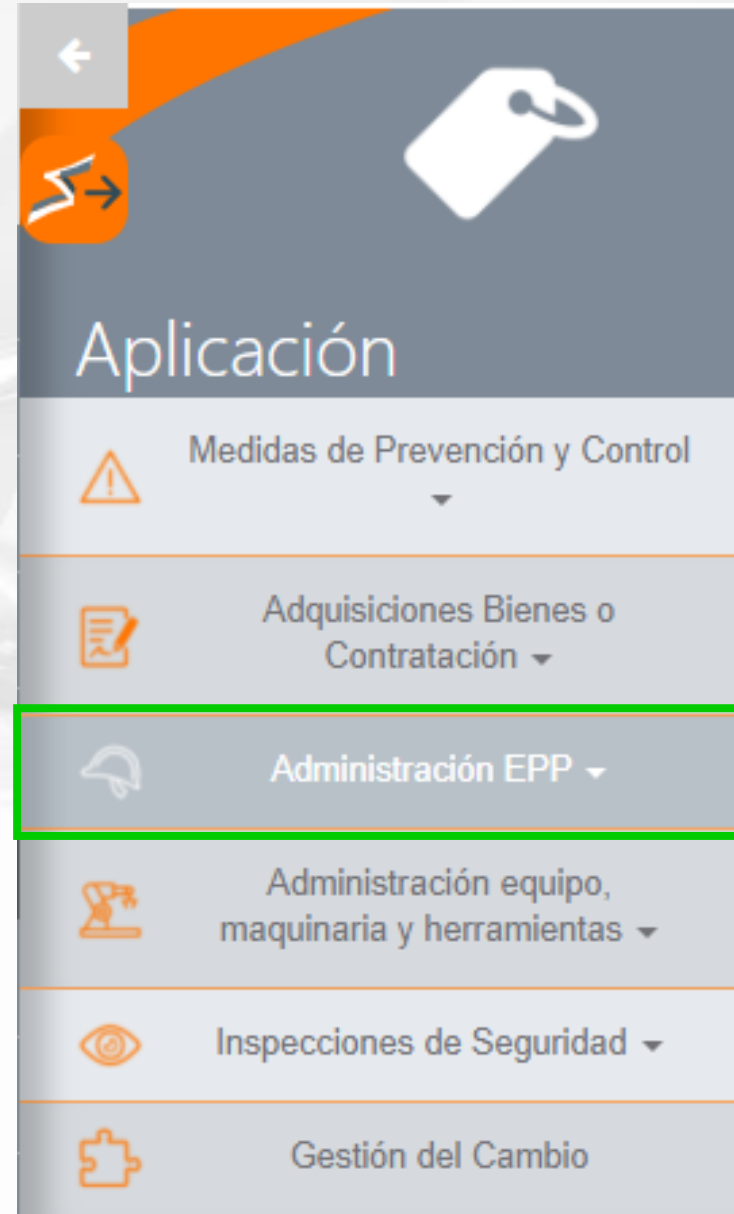 Aplicación
Medidas de Prevención y Control
Adquisiciones Bienes o
Contratación
Administración EPP
Administración equipo,
maquinaria y herramientas
Inspecciones de Seguridad
Gestión del Cambio